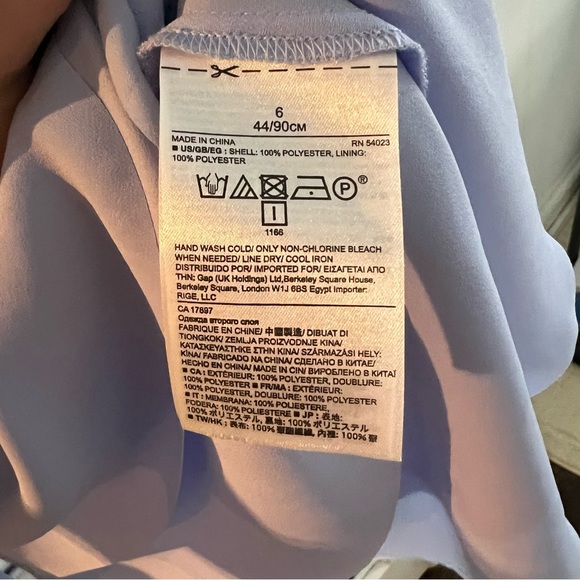 6
44/90CM
MADE IN CHINA RN 54023
■ US/GB/EG : SHELL: 100% POLYESTER, LINING:
100% POLYESTER
P®
1166
HAND WASH COLD/ ONLY NON-CHLORINE BLEACH
WHEN NEEDED/ LINE DRY/ COOL IRON
DISTRIBUIDO POR/ IMPORTED FOR/ ΕΙΣΑΓΕΤΑΙ ΑΠΟ
ΤΗΝ: Gap (UK Holdings) Ltd,Berkeley Square House,
Berkeley Square, London W1J 6BS Egypt Importer:
RIGE, LLC
CA 17897
Одежда второго слоя
FABRIQUE EN CHINE/ 中國製造/ DIBUAT DI
TIONGKOK/ ZEMLJA PROIZVODNJE KINA/
ΚΑΤΑΣΚΕΥΑΣΤΗΚΕ ΣΤΗΝ ΚΙΝΑ/ SZÁRMAZÁSI HELY:
KÍNA/ FABRICADO NA CHINA/ СДЕЛАНО В КИТАЕ/
HECHO EN CHINA/ MADE IN CIN/ ВИРОБЛЕНО В КИТАЇ
■ CA : EXTÉRIEUR: 100% POLYESTER, DOUBLURE:
100% POLYESTER ■ FR/MA : EXTÉRIEUR:
100% POLYESTER, DOUBLURE: 100% POLYESTER
■ IT : MEMBRANA: 100% POLIESTERE,
FODERA: 100% POLIESTERE ■ JP : 表地:
100% ポリエステル, 裏地: 100% ポリエステル
■ TW/HK : 表布: 100%聚酯纖維, 內裡: 100%聚